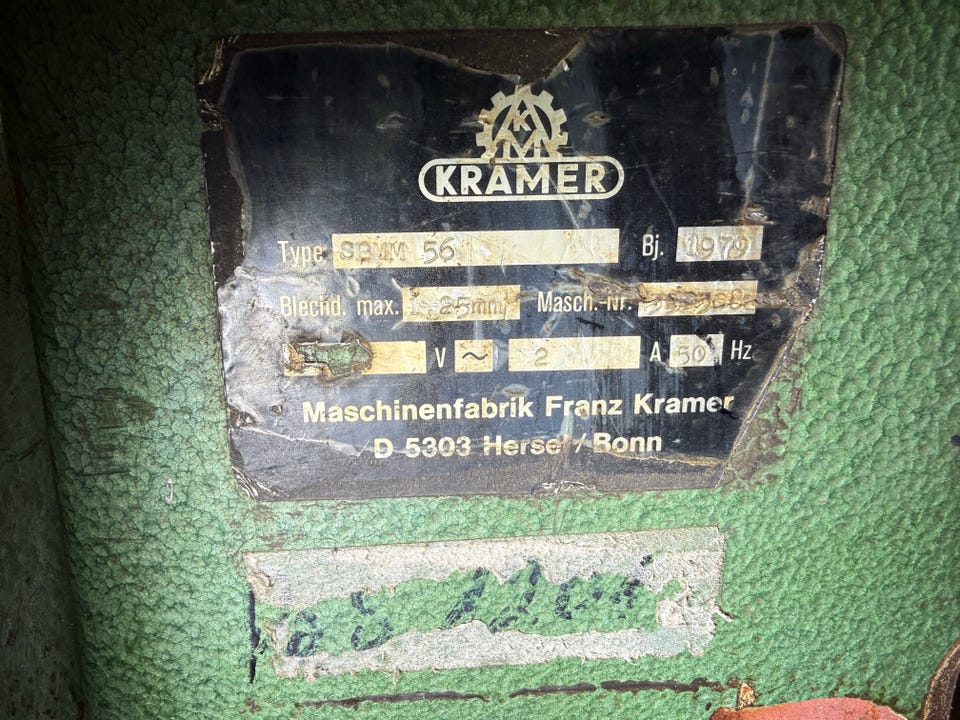 KRAMER
Type SBMM 56 Bj. 1979
Blechd. max. 1,25mm Masch.-Nr.
V ~ 2 A 50 Hz
Maschinenfabrik Franz Kramer
D 5303 Hersel / Bonn